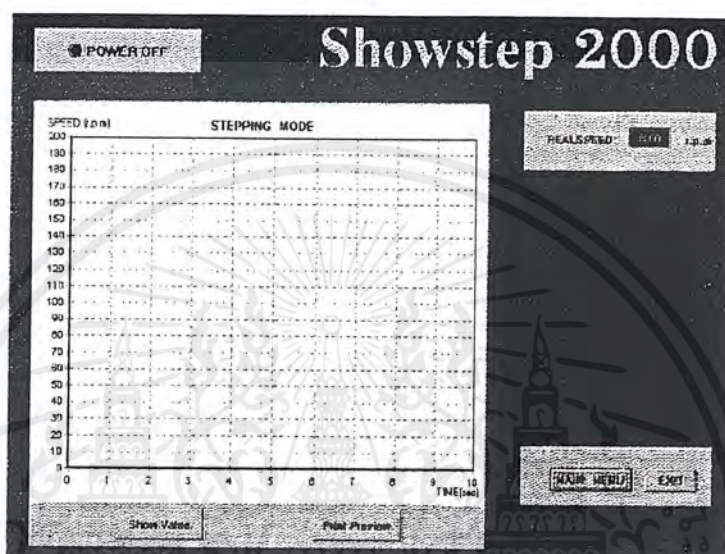 POWER OFF
Showstep 2000
SPEED (r.p.m)
STEPPING MODE
REALSPEED: r.p.m
200
190
180
170
160
150
140
130
120
110
100
90
80
70
60
50
40
30
20
10
0
0 1 2 3 4 5 6 7 8 9 10
TIME(sec)
MAIN MENU EXIT
Show Value Print Preview